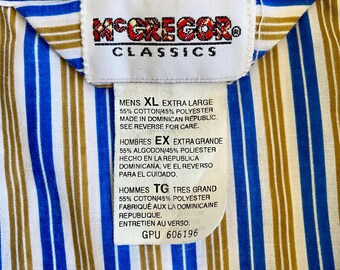 McGREGOR®
CLASSICS
MENS XL EXTRA LARGE
55% COTTON/45% POLYESTER
MADE IN DOMINICAN REPUBLIC.
SEE REVERSE FOR CARE.
HOMBRES EX EXTRA GRANDE
55% ALGODON/45% POLYESTER
HECHO EN LA REPUBLICA
DOMINICANA. VE EL REVERSO
PARA EL CUIDADO.
HOMMES TG TRES GRAND
55% COTON/45% POLYESTER
FABRIQUÉ AUX LA DOMINICAINE
REPUBLIQUE.
ENTRETIEN AU VERSO.
GPU 606196